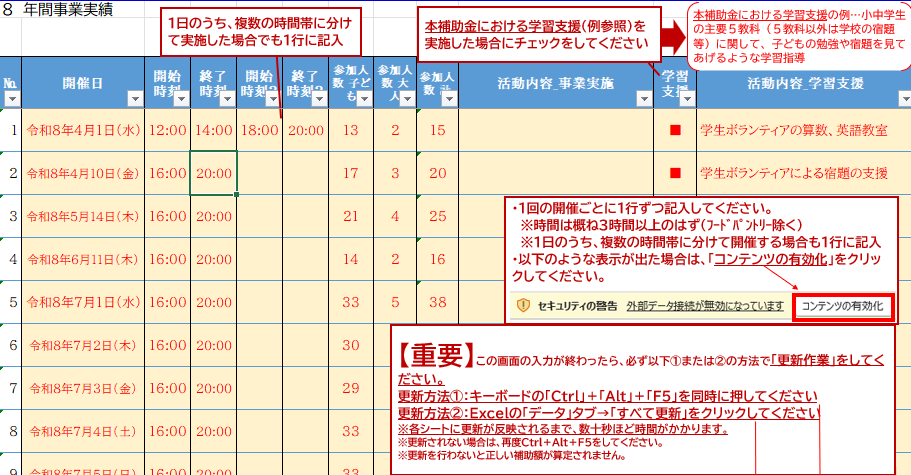 8 年間事業実績
1日のうち、複数の時間帯に分け
て実施した場合でも1行に記入
本補助金における学習支援(例参照)を
実施した場合にチェックをしてください
本補助金における学習支援の例…小中学生
の主要５教科（５教科以外は学校の宿題
等）に関して、子どもの勉強や宿題を見て
あげるような学習指導
№ 開催日 開始時刻 終了時刻 開始時刻2 終了時刻 参加人数 子ども 参加人数 大人 参加人数 計 活動内容_事業実施 学習支援 活動内容_学習支援
1 令和8年4月1日(水) 12:00 14:00 18:00 20:00 13 2 15 ■ 学生ボランティアの算数、英語教室
2 令和8年4月10日(金) 16:00 20:00 17 3 20 ■ 学生ボランティアによる宿題の支援
3 令和8年5月14日(木) 16:00 20:00 21 4 25
4 令和8年6月11日(木) 16:00 20:00 14 2 16
5 令和8年7月1日(水) 16:00 20:00 33 5 38
6 令和8年7月2日(木) 16:00 20:00 30
7 令和8年7月3日(金) 16:00 20:00 29
8 令和8年7月4日(土) 16:00 20:00 33
9 令和8年7月5日(日) 16:00 20:00 33
・1回の開催ごとに1行ずつ記入してください。
※時間は概ね3時間以上のはず(ﾌｰﾄﾞﾊﾟﾝﾄﾘｰ除く)
※1日のうち、複数の時間帯に分けて開催する場合も1行に記入
・以下のような表示が出た場合は、「コンテンツの有効化」をクリッ
クしてください。
セキュリティの警告 外部データ接続が無効になっています コンテンツの有効化
【重要】この画面の入力が終わったら、必ず以下①または②の方法で「更新作業」をしてく
ださい。
更新方法①：キーボードの「Ctrl」＋「Alt」＋「F5」を同時に押してください
更新方法②：Excelの「データ」タブ→「すべて更新」をクリックしてください
※各シートに更新が反映されるまで、数十秒ほど時間がかかります。
※更新されない場合は、再度Ctrl＋Alt＋F5をしてください。
※更新を行わないと正しい補助額が算定されません。